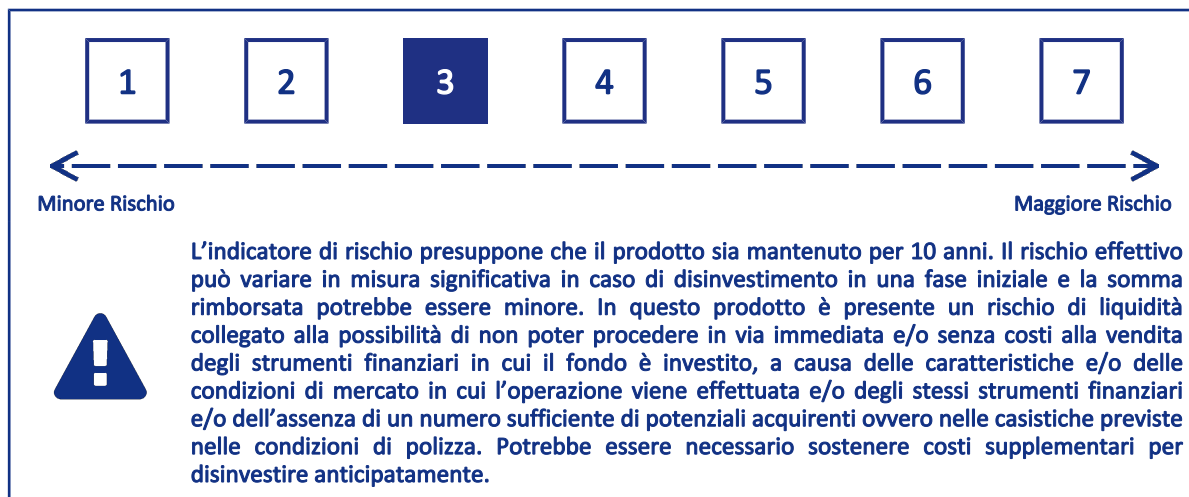 1 2 3 4 5 6 7
Minore Rischio Maggiore Rischio
L’indicatore di rischio presuppone che il prodotto sia mantenuto per 10 anni. Il rischio effettivo
può variare in misura significativa in caso di disinvestimento in una fase iniziale e la somma
rimborsata potrebbe essere minore. In questo prodotto è presente un rischio di liquidità
collegato alla possibilità di non poter procedere in via immediata e/o senza costi alla vendita
degli strumenti finanziari in cui il fondo è investito, a causa delle caratteristiche e/o delle
condizioni di mercato in cui l’operazione viene effettuata e/o degli stessi strumenti finanziari
e/o dell’assenza di un numero sufficiente di potenziali acquirenti ovvero nelle casistiche previste
nelle condizioni di polizza. Potrebbe essere necessario sostenere costi supplementari per
disinvestire anticipatamente.